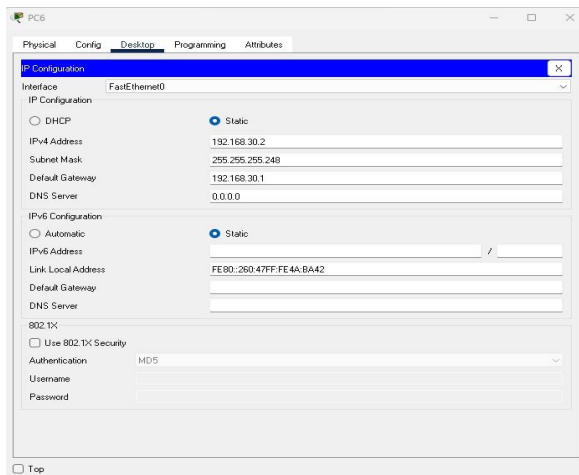 PC6
Physical Config Desktop Programming Attributes
IP Configuration X
Interface FastEthernet0
IP Configuration
DHCP Static
IPv4 Address 192.168.30.2
Subnet Mask 255.255.255.248
Default Gateway 192.168.30.1
DNS Server 0.0.0.0
IPv6 Configuration
Automatic Static
IPv6 Address /
Link Local Address FE80::260:47FF:FE4A:BA42
Default Gateway
DNS Server
802.1X
Use 802.1X Security
Authentication MD5
Username
Password
Top